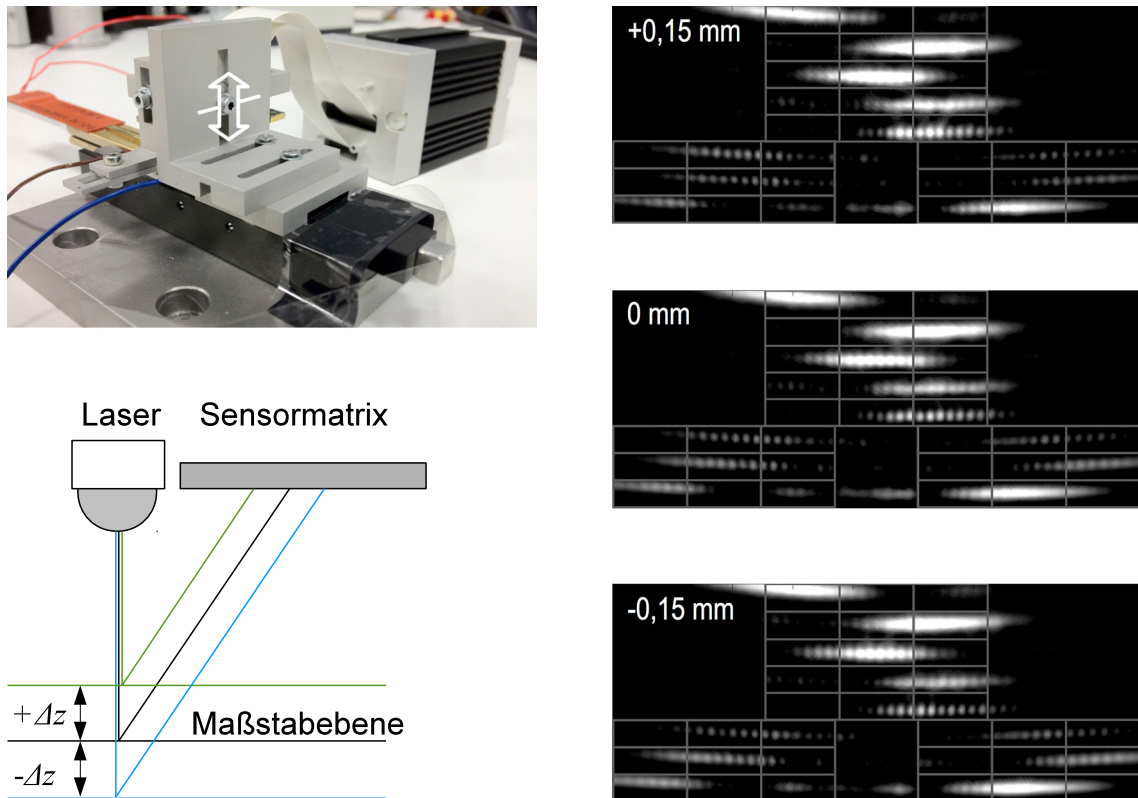 +0,15 mm
0 mm
-0,15 mm
Laser
Sensormatrix
+Δz
Maßstabebene
-Δz